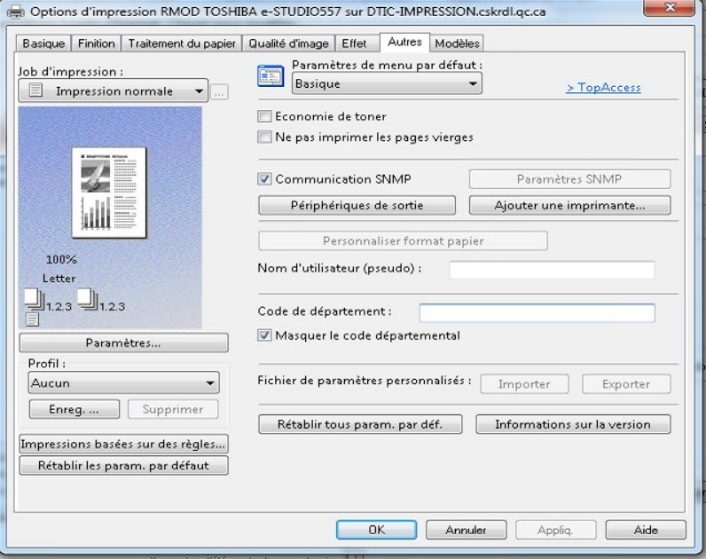 Options d'impression RMOD TOSHIBA e-STUDIO557 sur DTIC-IMPRESSION.cskrdl.qc.ca
Basique Finition Traitement du papier Qualité d'image Effet Autres Modèles
Job d'impression :
Impression normale
...
100%
Letter
1.2.3 1.2.3
Paramètres...
Profil :
Aucun
Enreg. ... Supprimer
Impressions basées sur des règles...
Rétablir les param. par défaut
Paramètres de menu par défaut :
Basique
> TopAccess
Economie de toner
Ne pas imprimer les pages vierges
Communication SNMP Paramètres SNMP
Périphériques de sortie Ajouter une imprimante...
Personnaliser format papier
Nom d'utilisateur (pseudo) :
Code de département :
Masquer le code départemental
Fichier de paramètres personnalisés : Importer Exporter
Rétablir tous param. par déf. Informations sur la version
OK Annuler Appliq. Aide